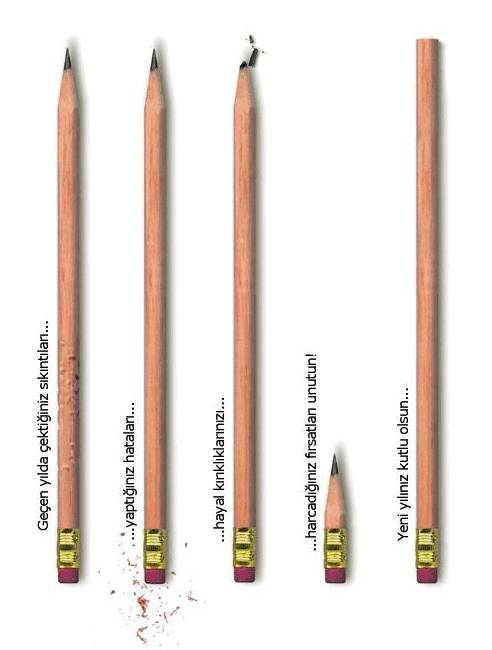 Geçen yılda çektiğiniz sıkıntıları...
...yaptığınız hataları...
...hayal kırıklıklarınızı...
...harcadığınız fırsatları unutun!
Yeni yılınız kutlu olsun...